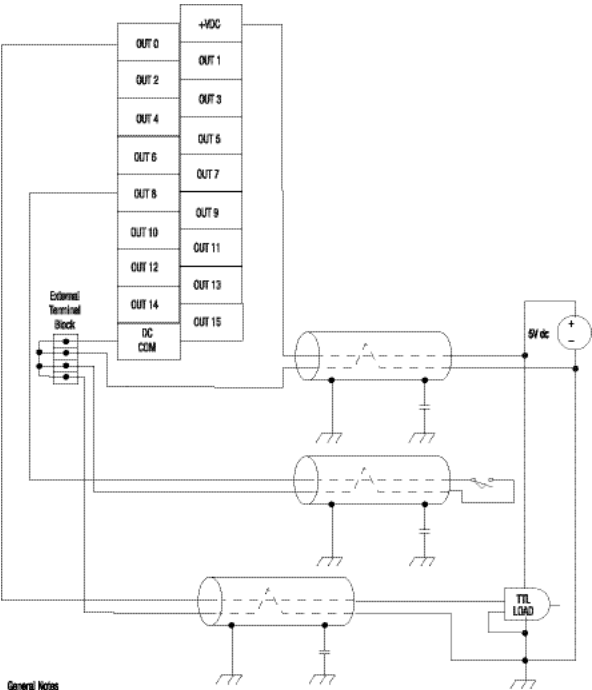 +VDC
OUT 0
OUT 1
OUT 2
OUT 3
OUT 4
OUT 5
OUT 6
OUT 7
OUT 8
OUT 9
OUT 10
OUT 11
OUT 12
OUT 13
OUT 14
OUT 15
DC
COM
External
Terminal
Block
5V dc
+
−
TTL
LOAD
General Notes